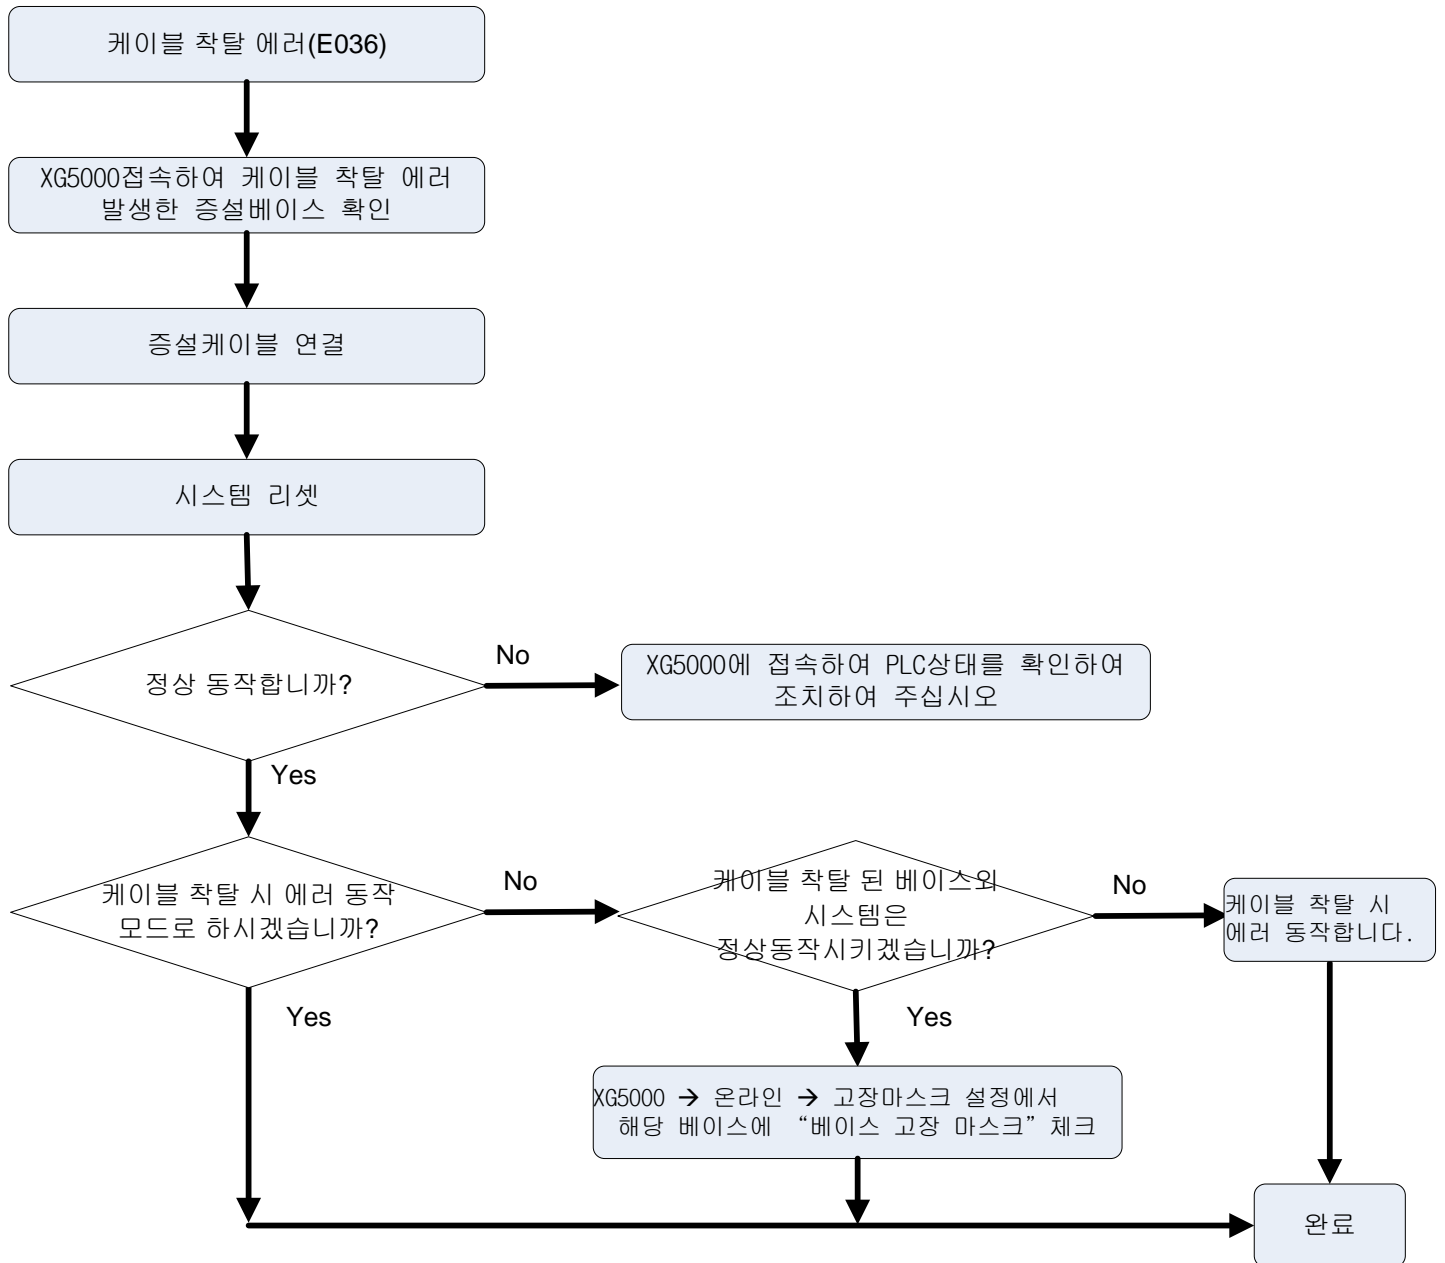 케이블 착탈 에러(E036)
XG5000접속하여 케이블 착탈 에러
발생한 증설베이스 확인
증설케이블 연결
시스템 리셋
정상 동작합니까?
No
XG5000에 접속하여 PLC상태를 확인하여
조치하여 주십시오
Yes
케이블 착탈 시 에러 동작
모드로 하시겠습니까?
No
케이블 착탈 된 베이스외
시스템은
정상동작시키겠습니까?
No
케이블 착탈 시
에러 동작합니다.
Yes
Yes
XG5000 → 온라인 → 고장마스크 설정에서
해당 베이스에 “베이스 고장 마스크”체크
완료